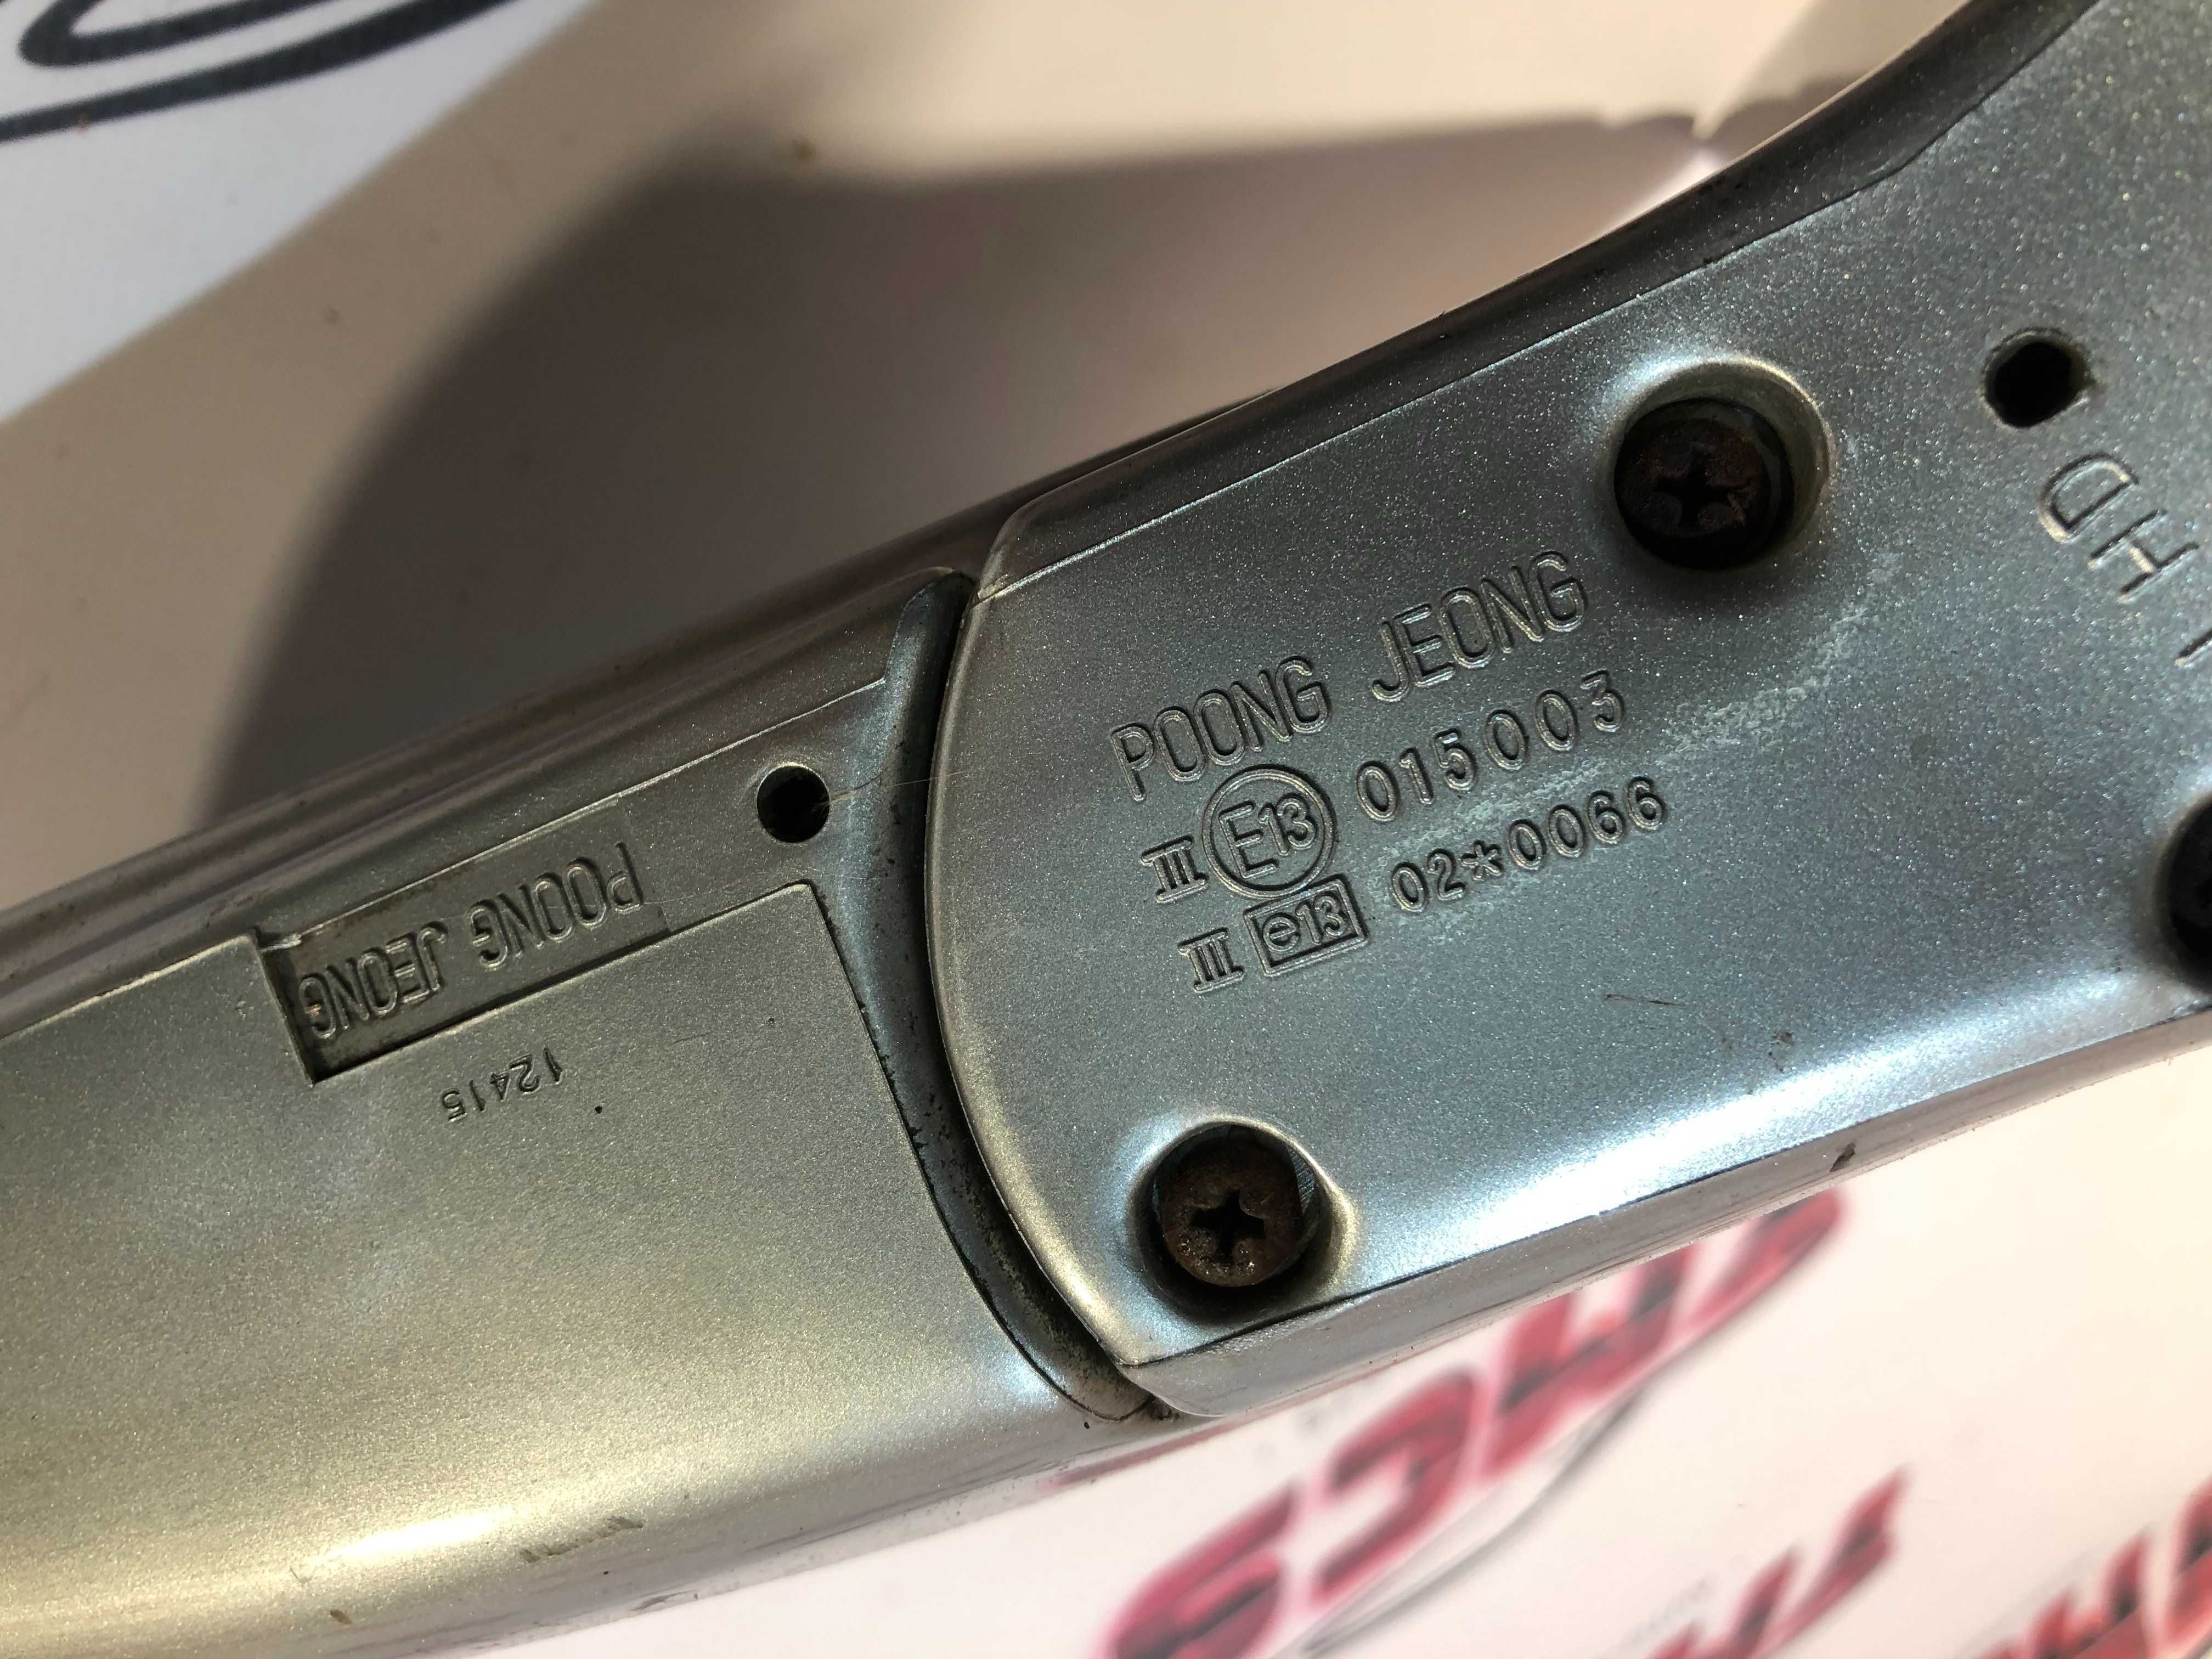 POONG JEONG
III E13 015003
III e13 02*0066
POONG JEONG
12415
HD